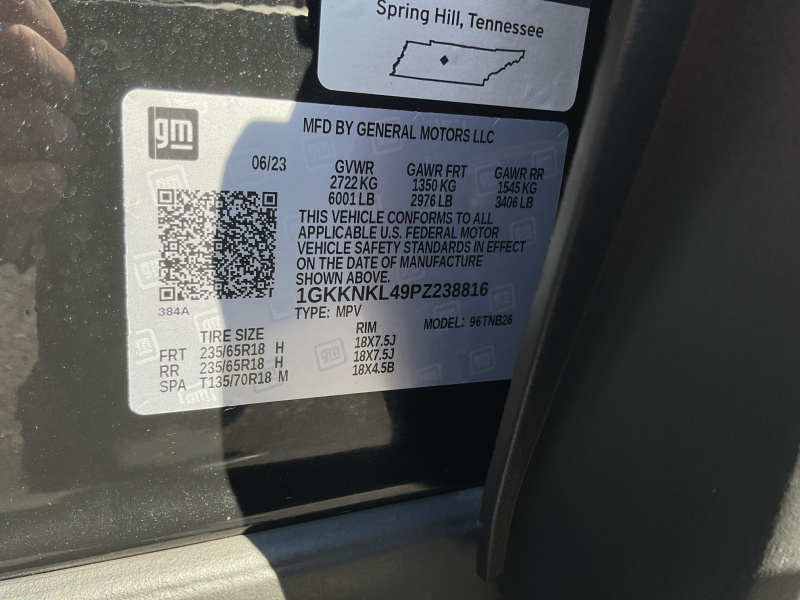 Spring Hill, Tennessee
gm
MFD BY GENERAL MOTORS LLC
06/23 GVWR GAWR FRT GAWR RR
2722 KG 1350 KG 1545 KG
6001 LB 2976 LB 3406 LB
THIS VEHICLE CONFORMS TO ALL
APPLICABLE U.S. FEDERAL MOTOR
VEHICLE SAFETY STANDARDS IN EFFECT
ON THE DATE OF MANUFACTURE
SHOWN ABOVE.
1GKKNKL49PZ238816
384A
TYPE: MPV MODEL: 96TNB26
TIRE SIZE RIM
FRT 235/65R18 H 18X7.5J
RR 235/65R18 H 18X7.5J
SPA T135/70R18 M 18X4.5B